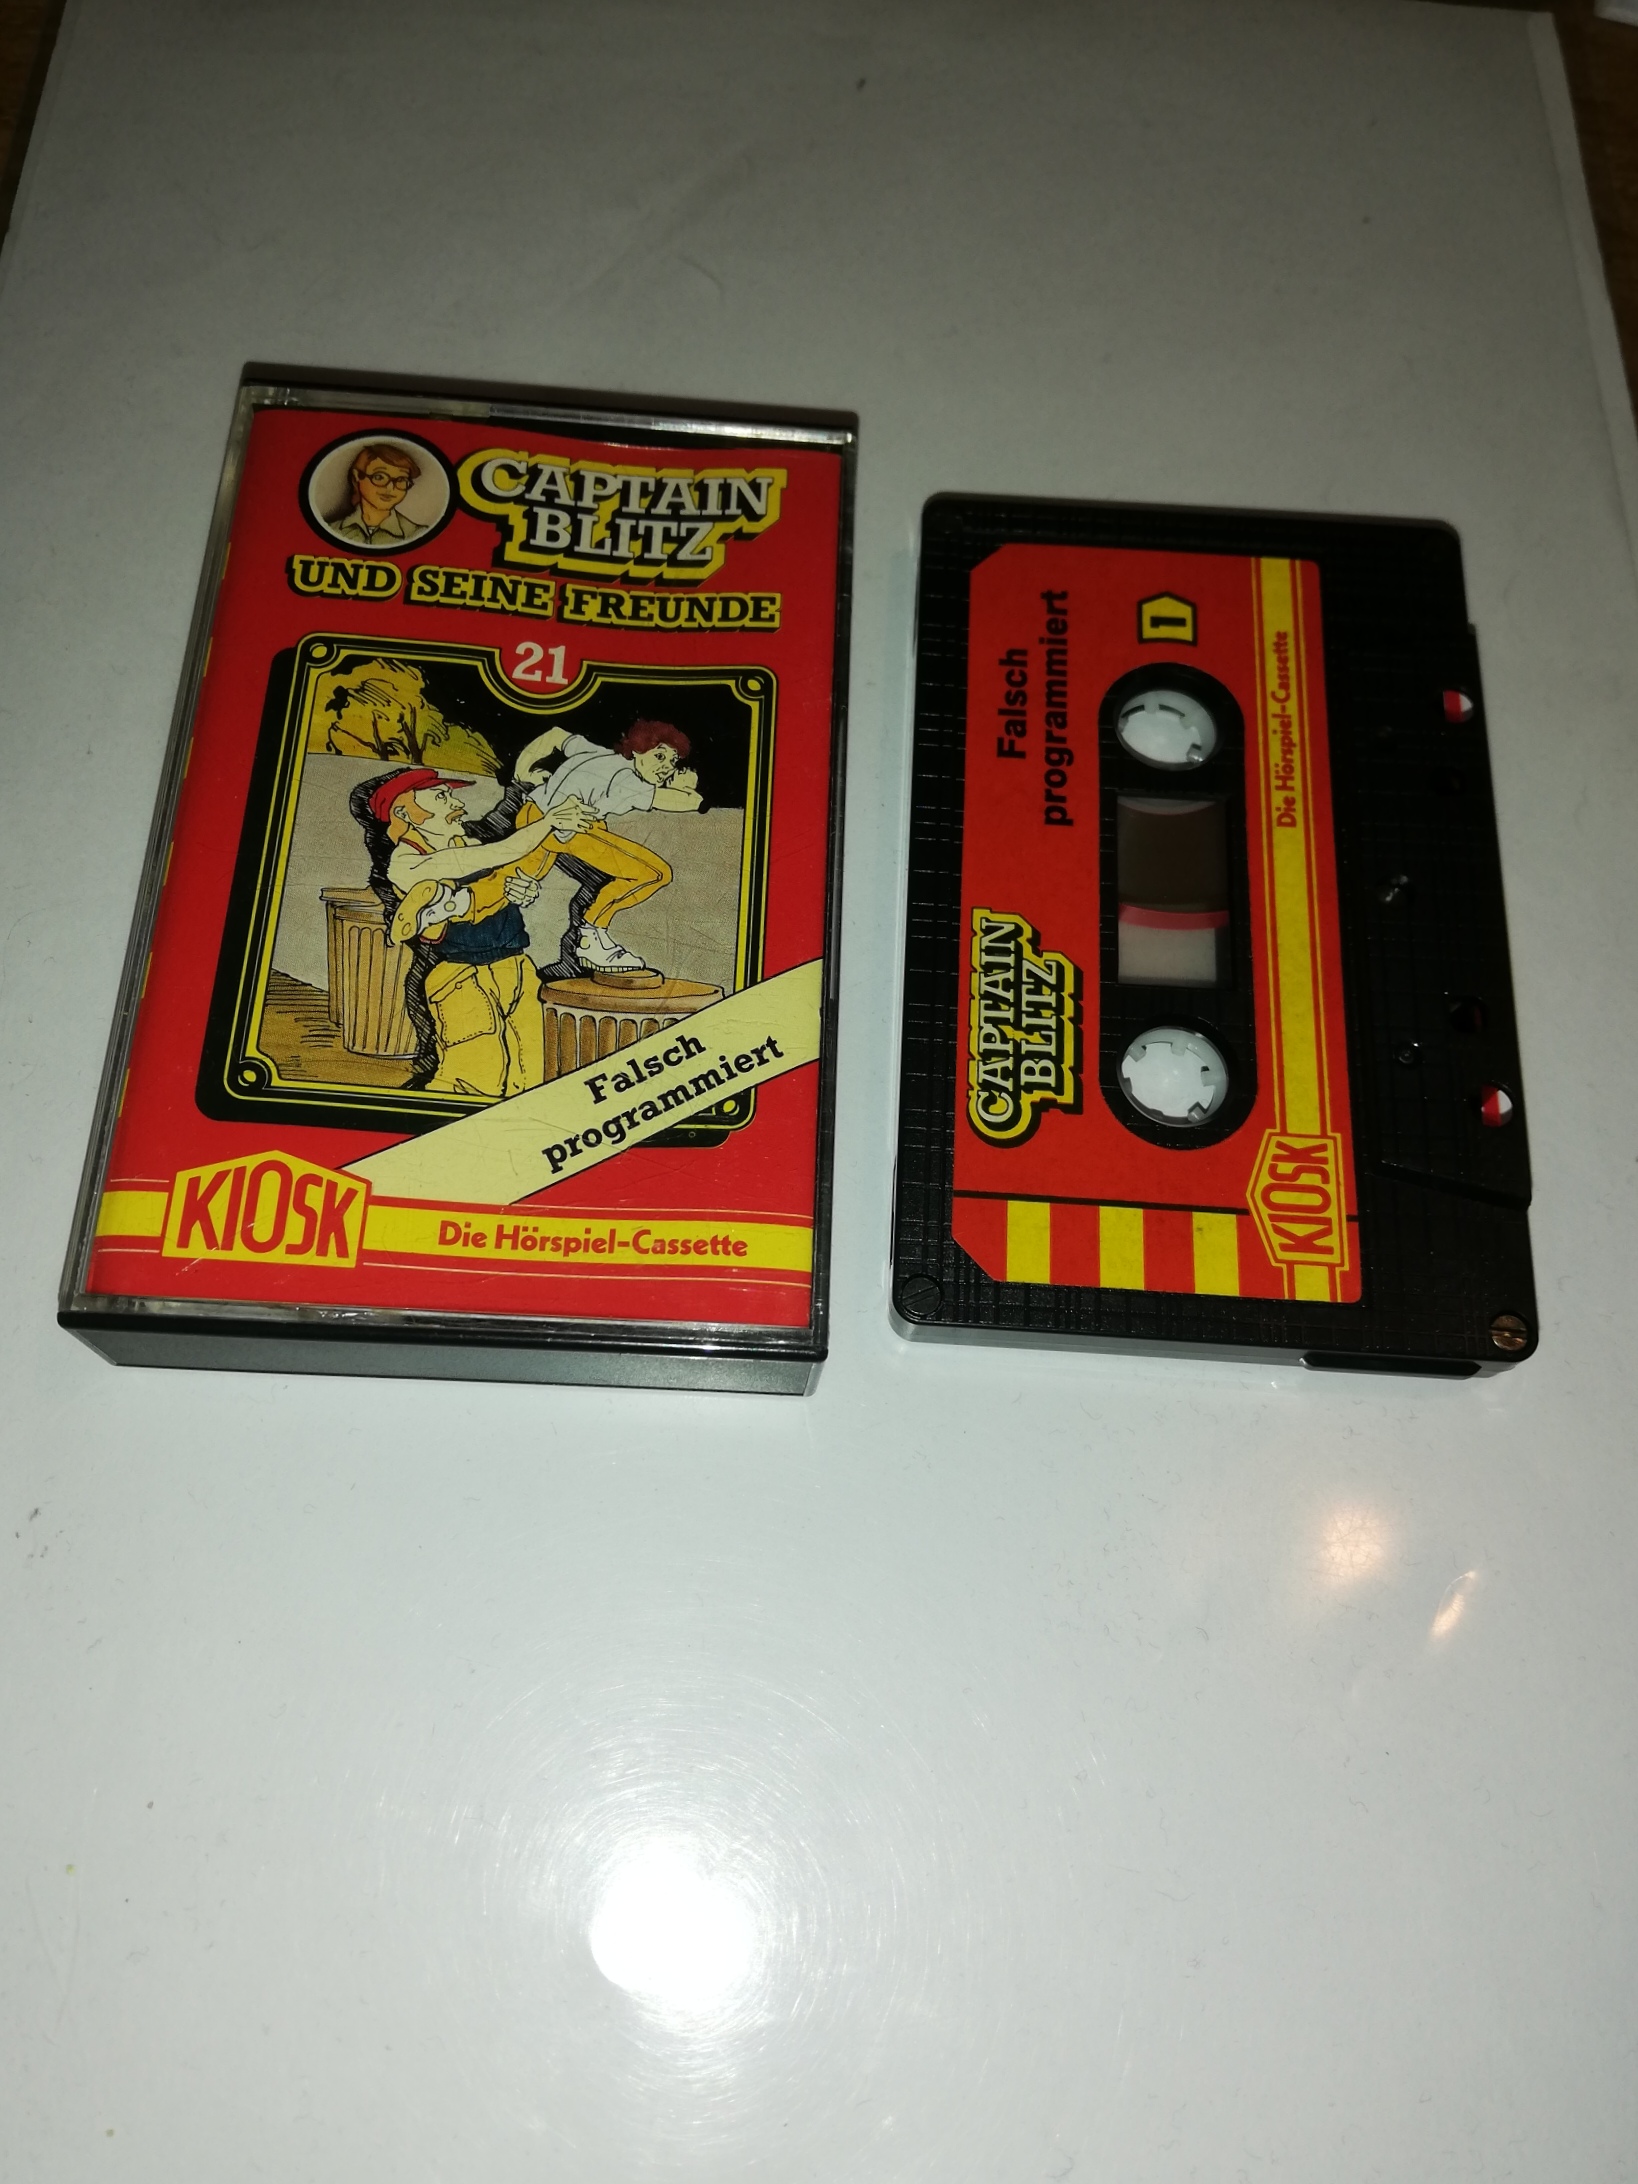 CAPTAIN
BLITZ
UND SEINE FREUNDE
21
Falsch
programmiert
KIOSK
Die Hörspiel-Cassette
CAPTAIN
BLITZ
Falsch
programmiert
1
KIOSK
Die Hörspiel-Cassette